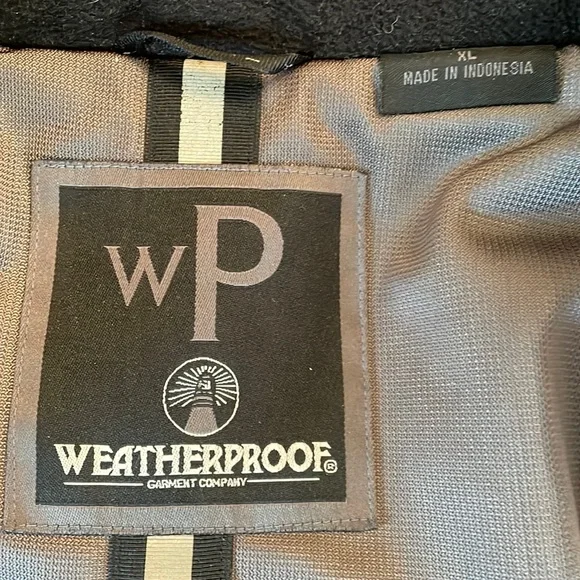 XL
MADE IN INDONESIA
WP
WEATHERPROOF®
GARMENT COMPANY